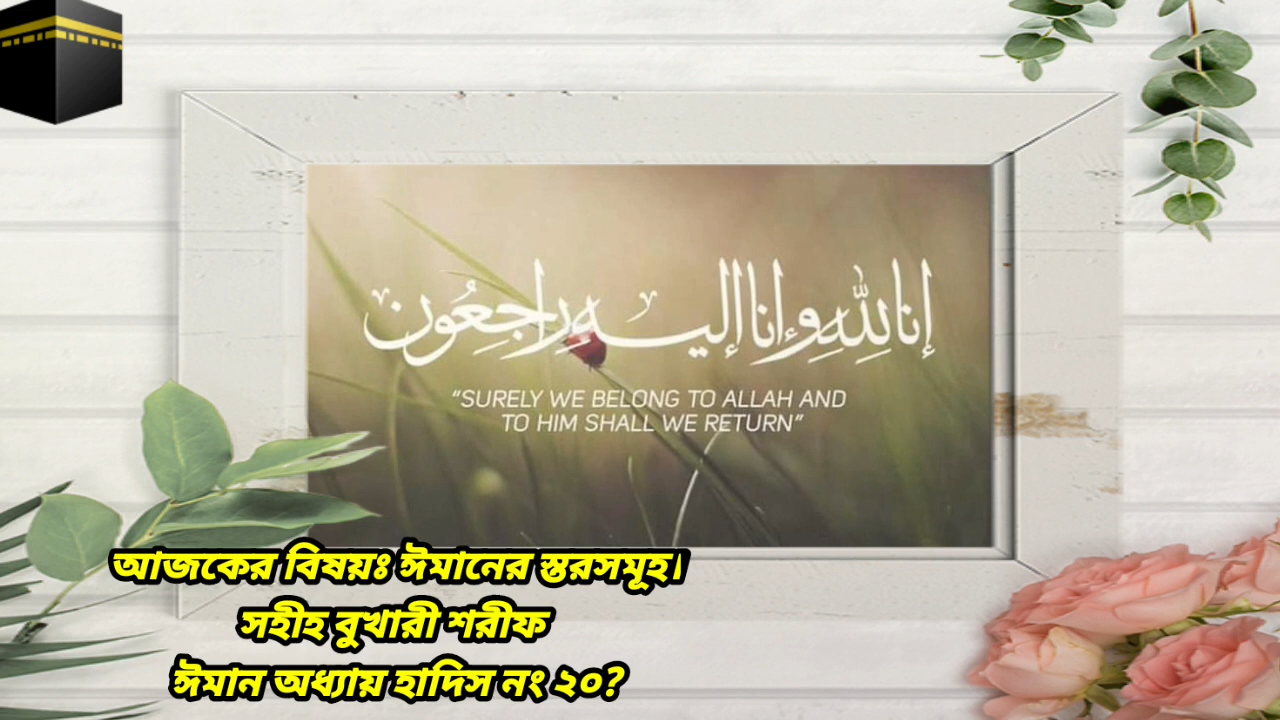 إنا لله وإنا إليه راجعون
“SURELY WE BELONG TO ALLAH AND
TO HIM SHALL WE RETURN”
আজকের বিষয়ঃ ঈমানের স্তরসমূহ।
সহীহ বুখারী শরীফ
ঈমান অধ্যায় হাদিস নং ২০?